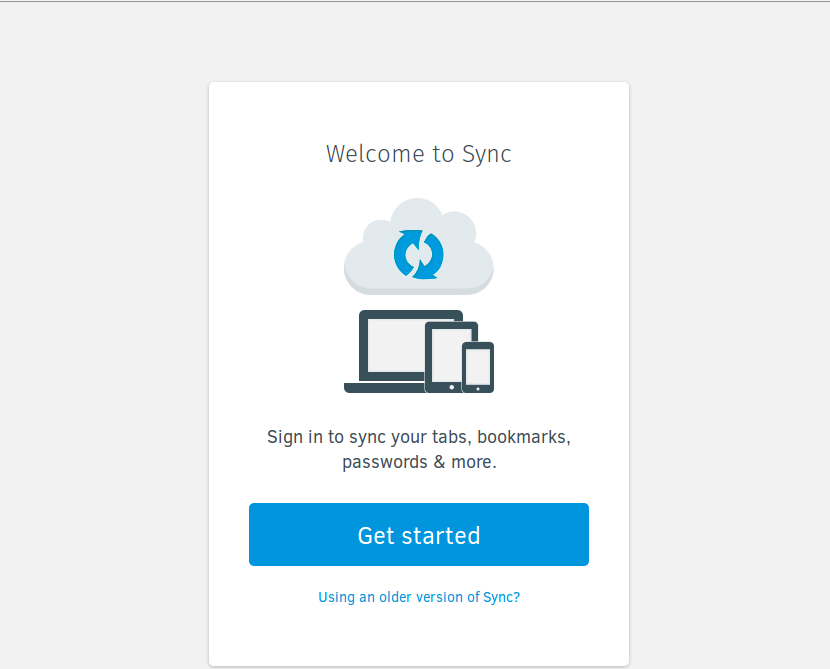 Welcome to Sync
Sign in to sync your tabs, bookmarks,
passwords & more.
Get started
Using an older version of Sync?